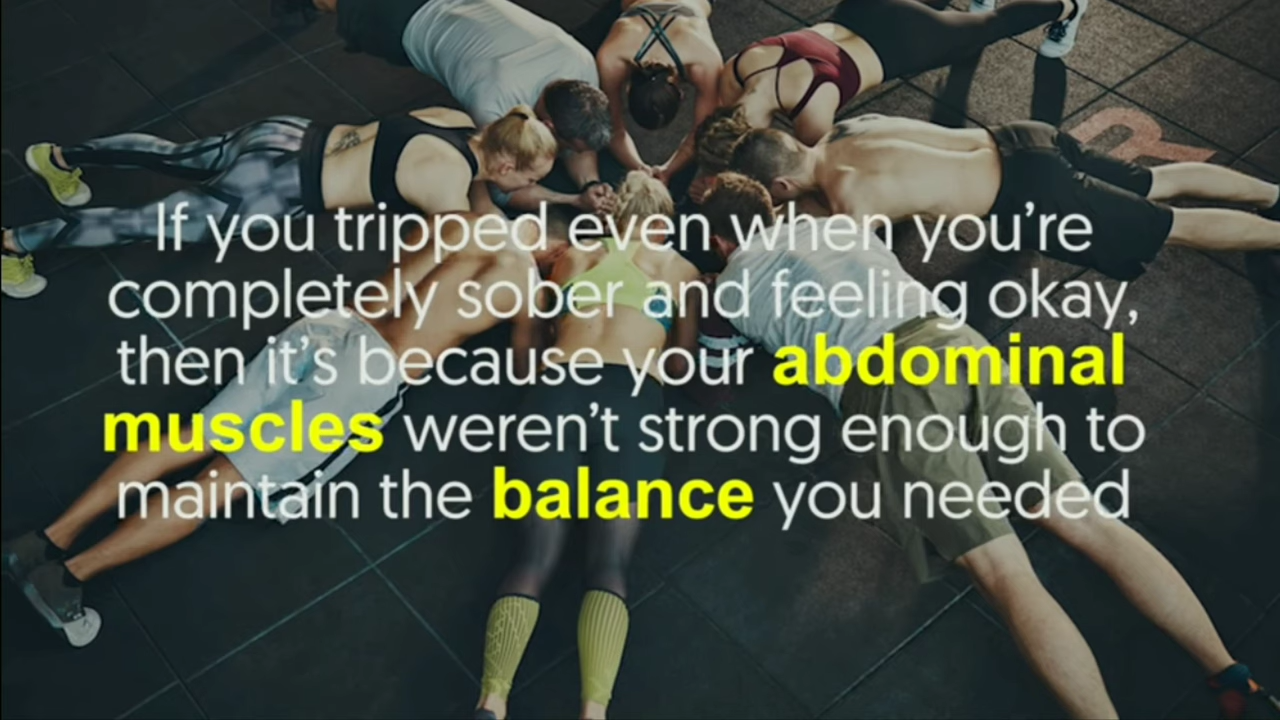 If you tripped even when you’re
completely sober and feeling okay,
then it’s because your abdominal
muscles weren’t strong enough to
maintain the balance you needed